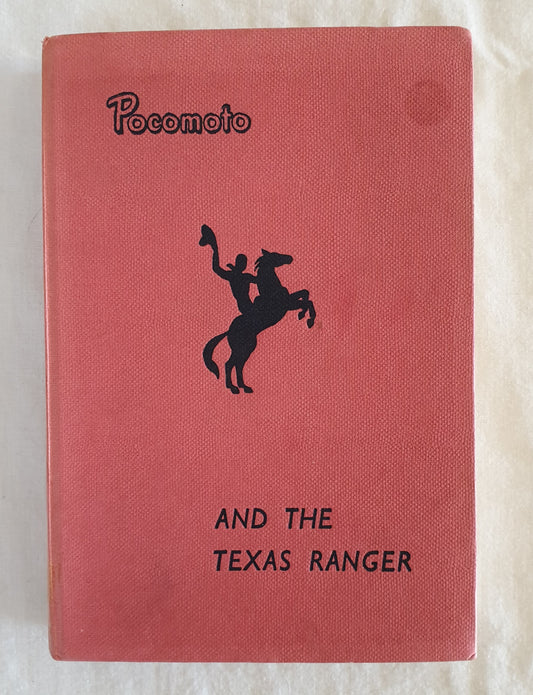 Pocomoto
AND THE
TEXAS RANGER